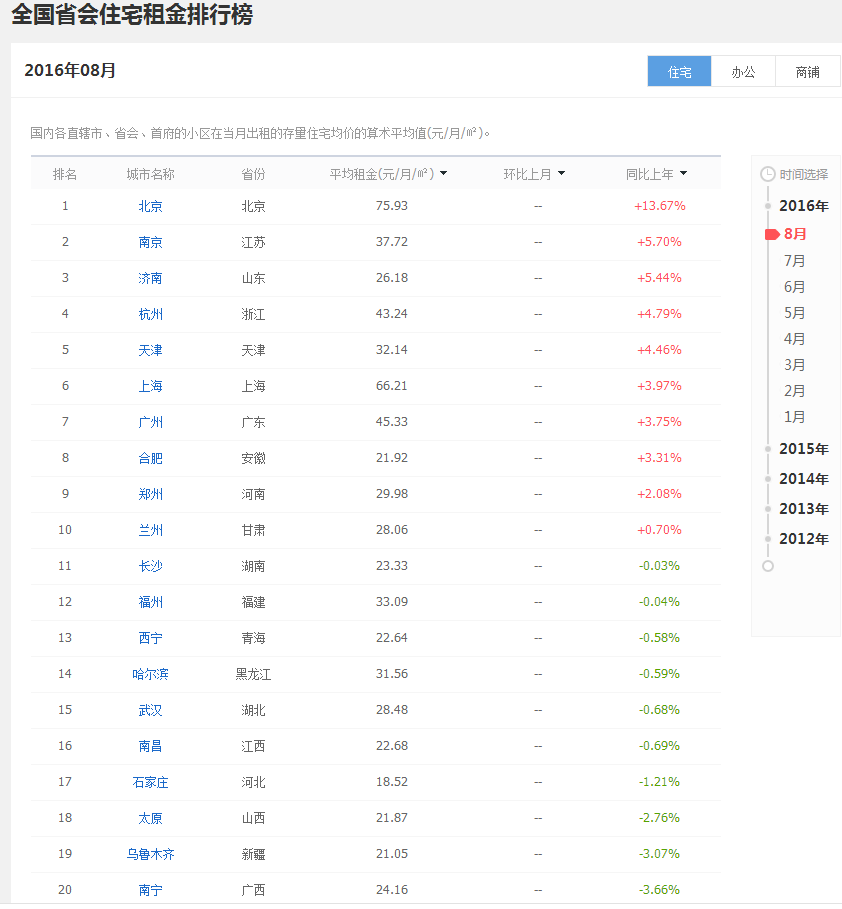 全国省会住宅租金排行榜
2016年08月
住宅 办公 商铺
国内各直辖市、省会、首府的小区在当月出租的存量住宅均价的算术平均值(元/月/㎡)。
排名 城市名称 省份 平均租金(元/月/㎡) 环比上月 同比上年
1 北京 北京 75.93 -- +13.67%
2 南京 江苏 37.72 -- +5.70%
3 济南 山东 26.18 -- +5.44%
4 杭州 浙江 43.24 -- +4.79%
5 天津 天津 32.14 -- +4.46%
6 上海 上海 66.21 -- +3.97%
7 广州 广东 45.33 -- +3.75%
8 合肥 安徽 21.92 -- +3.31%
9 郑州 河南 29.98 -- +2.08%
10 兰州 甘肃 28.06 -- +0.70%
11 长沙 湖南 23.33 -- -0.03%
12 福州 福建 33.09 -- -0.04%
13 西宁 青海 22.64 -- -0.58%
14 哈尔滨 黑龙江 31.56 -- -0.59%
15 武汉 湖北 28.48 -- -0.68%
16 南昌 江西 22.68 -- -0.69%
17 石家庄 河北 18.52 -- -1.21%
18 太原 山西 21.87 -- -2.76%
19 乌鲁木齐 新疆 21.05 -- -3.07%
20 南宁 广西 24.16 -- -3.66%
时间选择
2016年
8月
7月
6月
5月
4月
3月
2月
1月
2015年
2014年
2013年
2012年